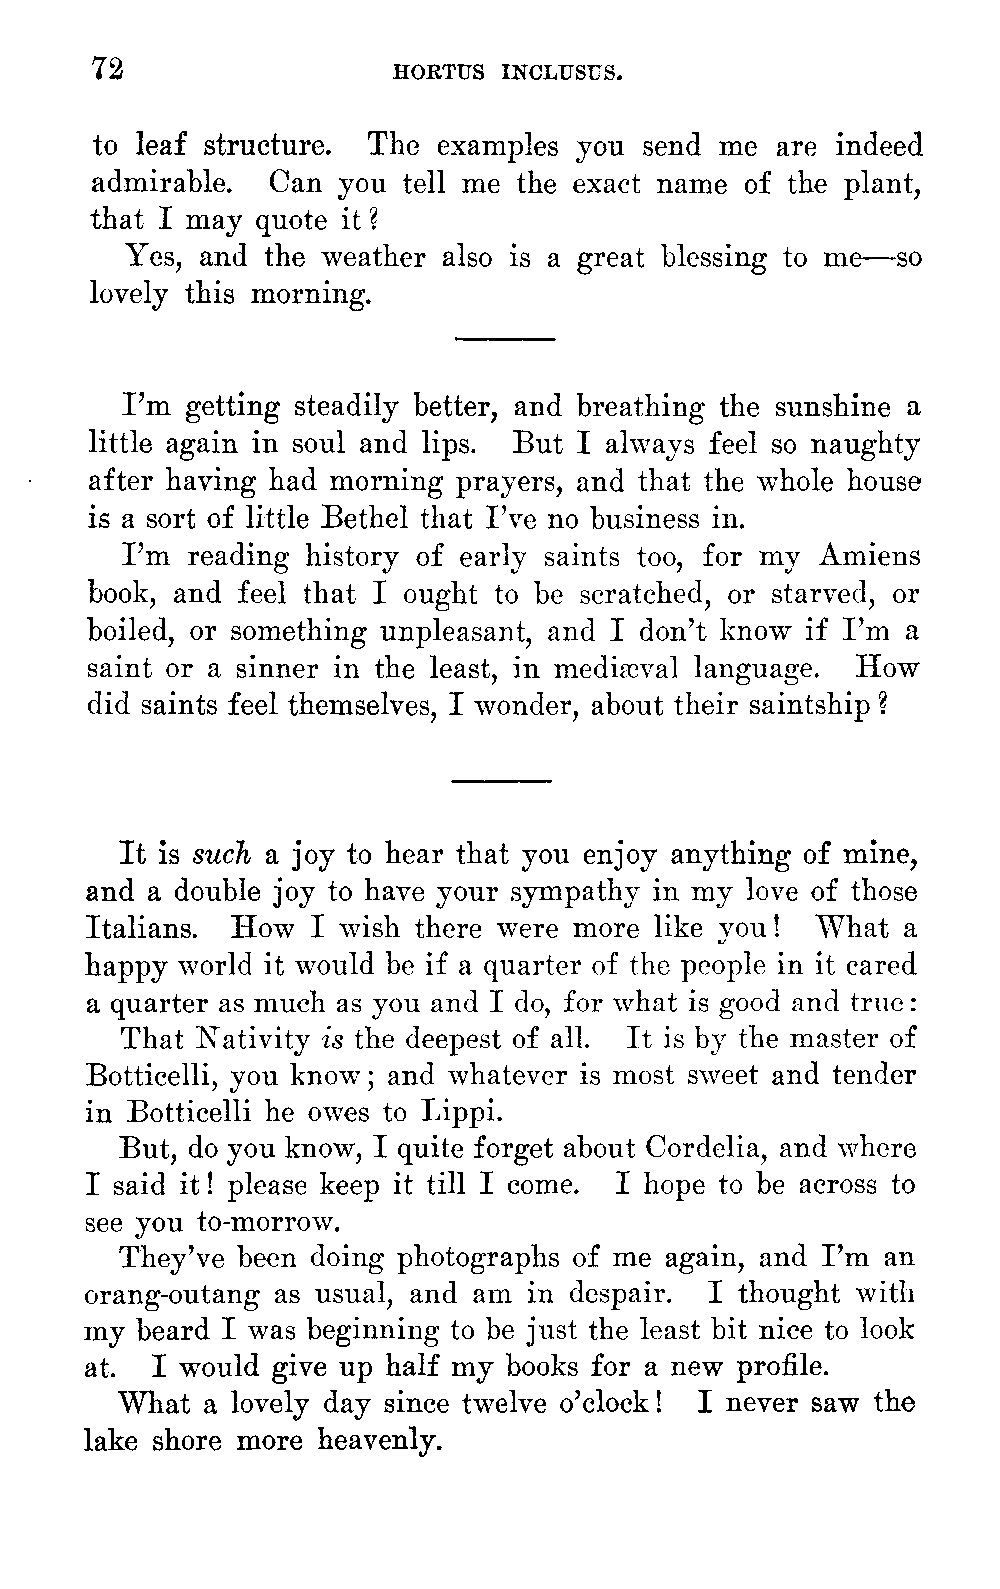 72 HORTUS INCLUSUS.
to leaf structure. The examples you send me are indeed
admirable. Can you tell me the exact name of the plant,
that I may quote it?
Yes, and the weather also is a great blessing to me—so
lovely this morning.
I'm getting steadily better, and breathing the sunshine a
little again in soul and lips. But I always feel so naughty
after having had morning prayers, and that the whole house
is a sort of little Bethel that I've no business in.
I'm reading history of early saints too, for my Amiens
book, and feel that I ought to be scratched, or starved, or
boiled, or something unpleasant, and I don't know if I'm a
saint or a sinner in the least, in mediæval language. How
did saints feel themselves, I wonder, about their saintship?
It is such a joy to hear that you enjoy anything of mine,
and a double joy to have your sympathy in my love of those
Italians. How I wish there were more like you! What a
happy world it would be if a quarter of the people in it cared
a quarter as much as you and I do, for what is good and true:
That Nativity is the deepest of all. It is by the master of
Botticelli, you know; and whatever is most sweet and tender
in Botticelli he owes to Lippi.
But, do you know, I quite forget about Cordelia, and where
I said it! please keep it till I come. I hope to be across to
see you to-morrow.
They've been doing photographs of me again, and I'm an
orang-outang as usual, and am in despair. I thought with
my beard I was beginning to be just the least bit nice to look
at. I would give up half my books for a new profile.
What a lovely day since twelve o'clock! I never saw the
lake shore more heavenly.